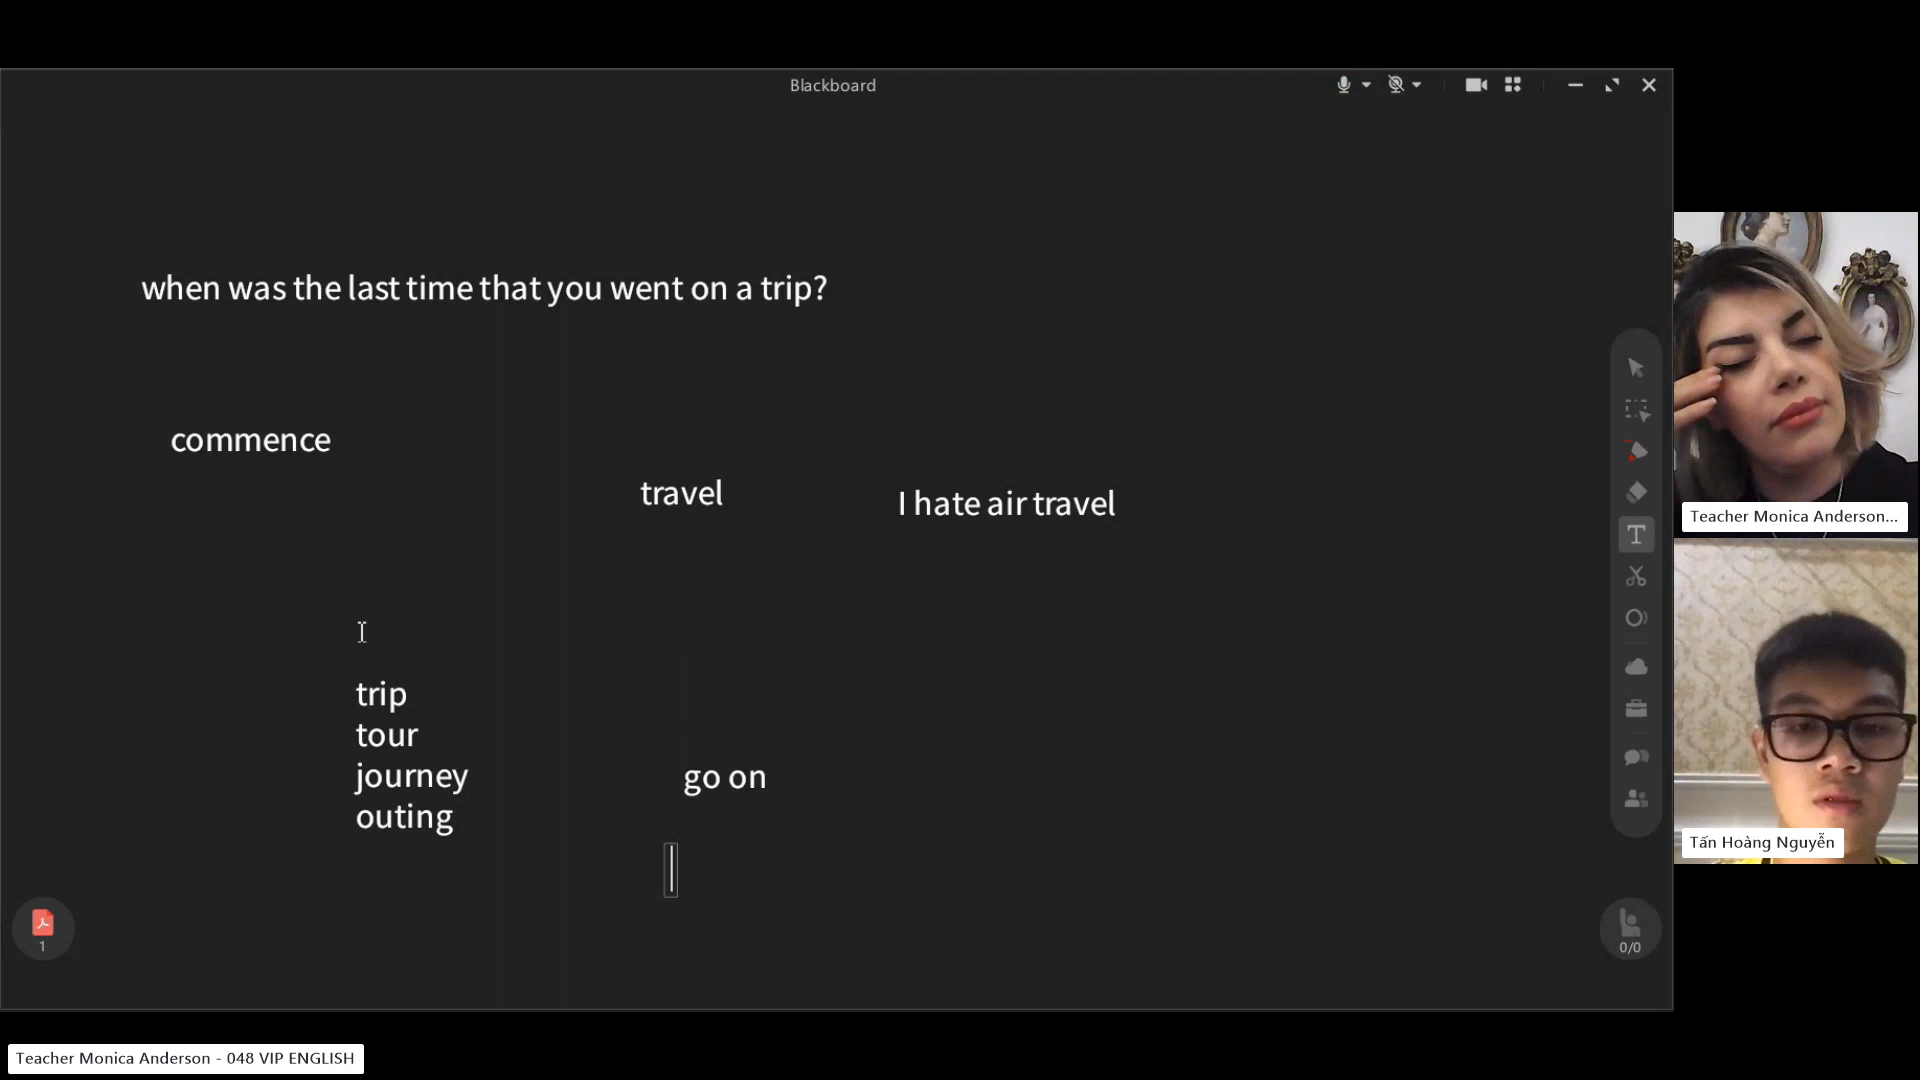 Blackboard
when was the last time that you went on a trip?
commence
travel
I hate air travel
trip
tour
journey
outing
go on
Teacher Monica Anderson...
Tấn Hoàng Nguyễn
1
0/0
Teacher Monica Anderson - 048 VIP ENGLISH